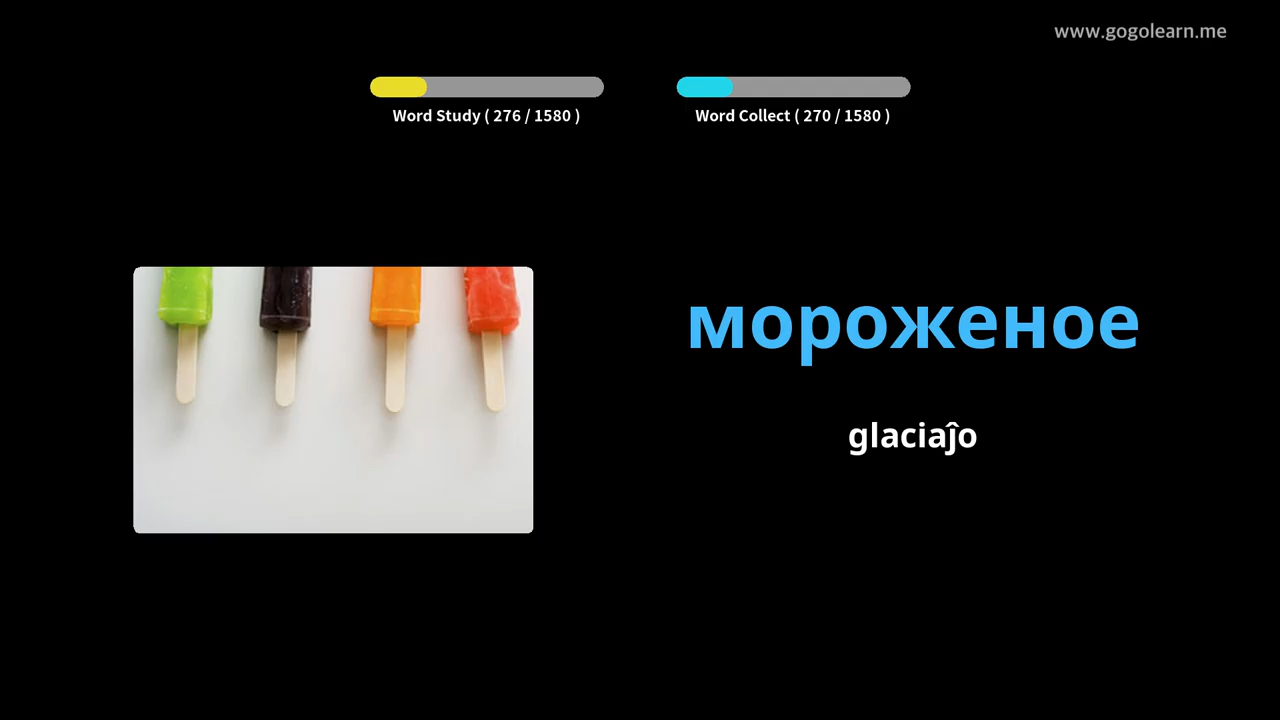 www.gogolearn.me
Word Study ( 276 / 1580 )
Word Collect ( 270 / 1580 )
мороженое
glaciaĵo